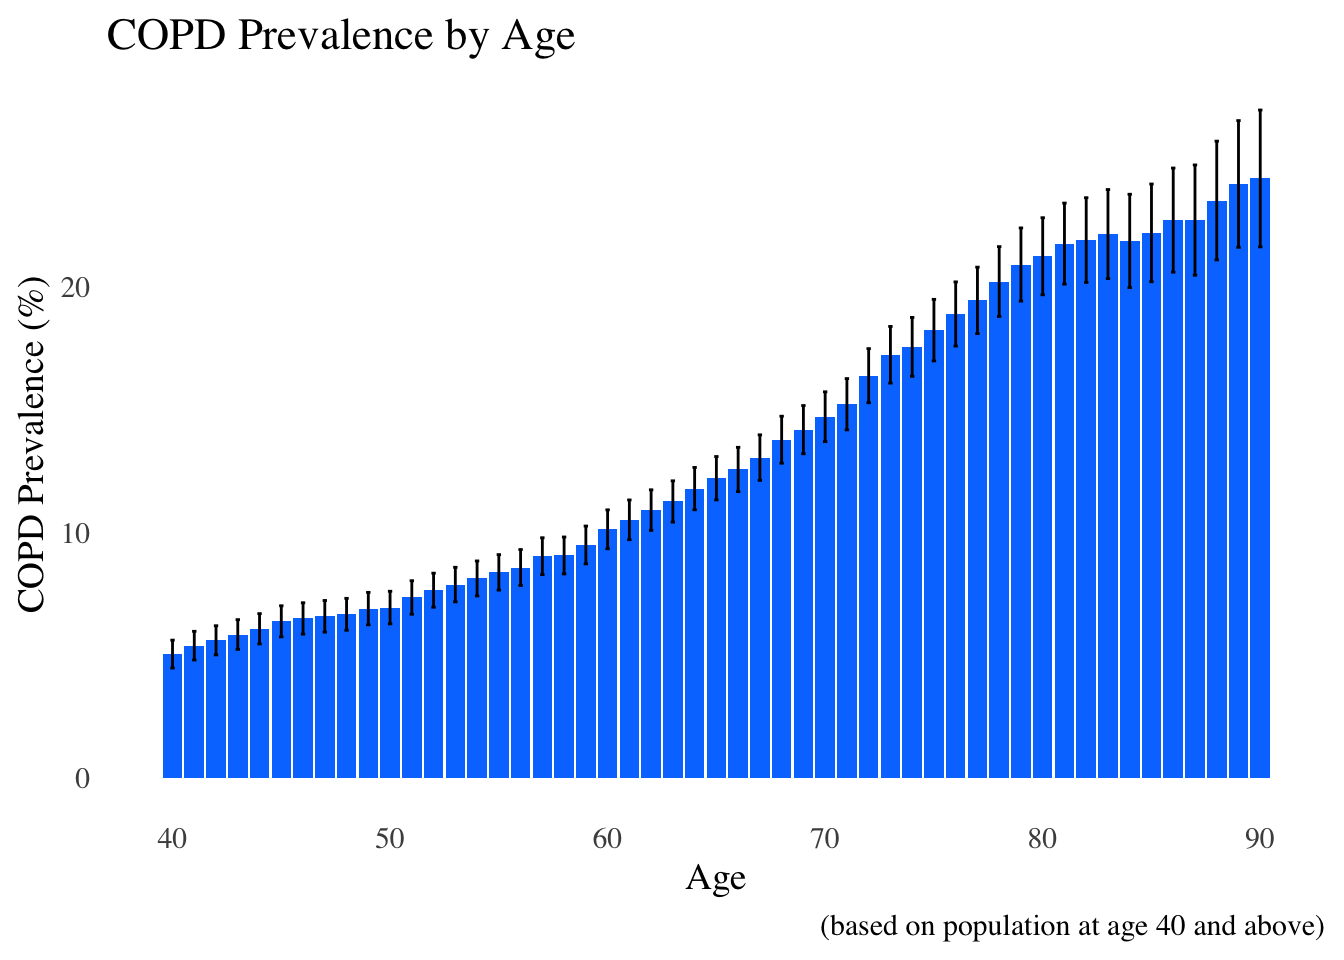 COPD Prevalence by Age
COPD Prevalence (%)
20
10
0
40 50 60 70 80 90
Age
(based on population at age 40 and above)